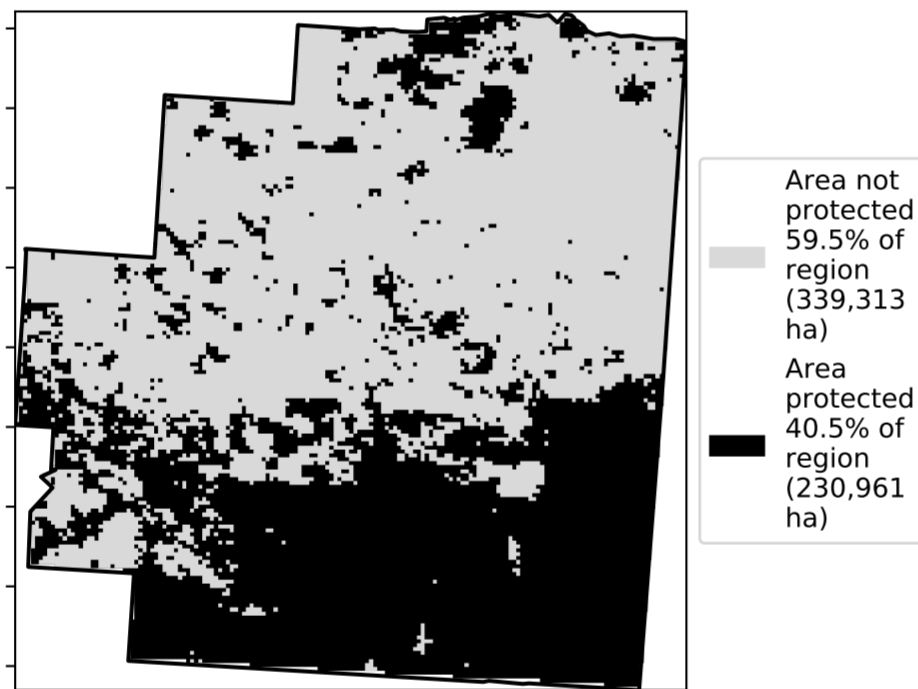 Area not
protected
59.5% of
region
(339,313
ha)
Area
protected
40.5% of
region
(230,961
ha)